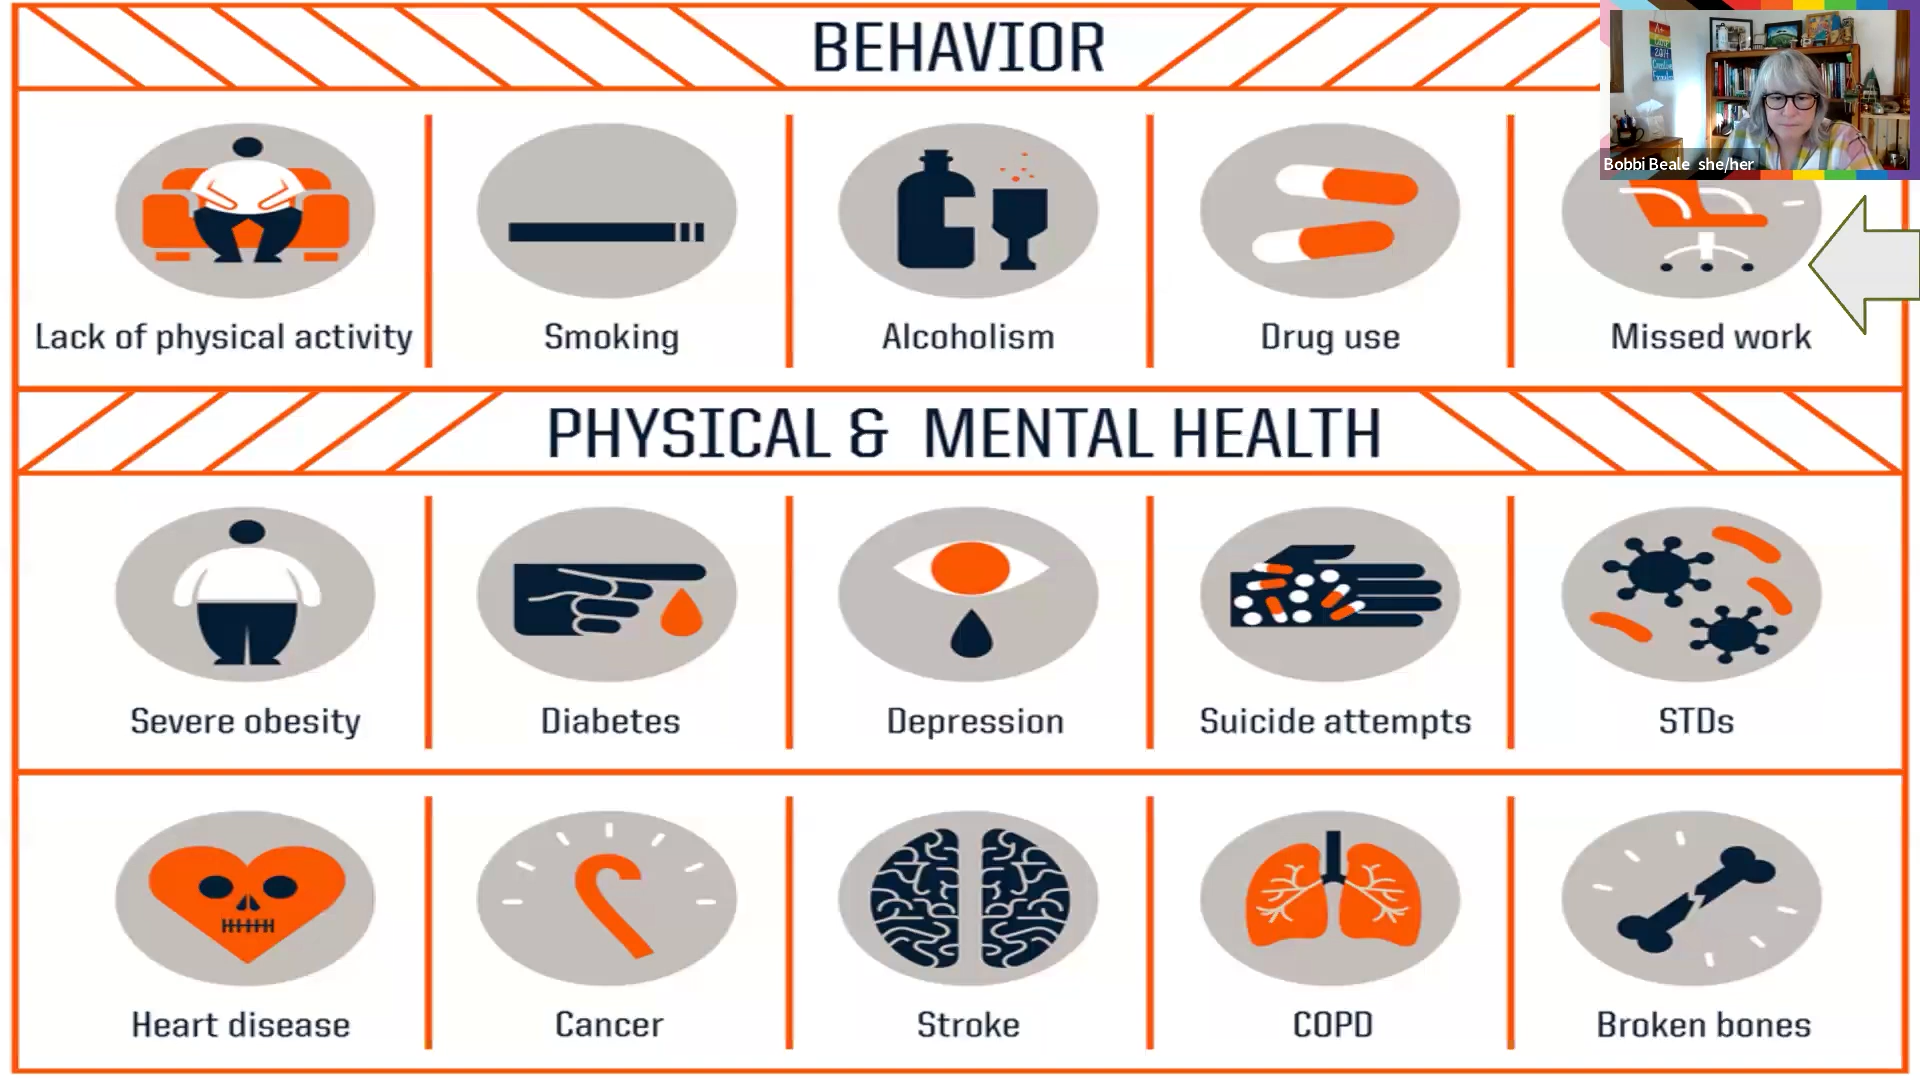 BEHAVIOR
Bobbi Beale she/her
Lack of physical activity
Smoking
Alcoholism
Drug use
Missed work
PHYSICAL & MENTAL HEALTH
Severe obesity
Diabetes
Depression
Suicide attempts
STDs
Heart disease
Cancer
Stroke
COPD
Broken bones